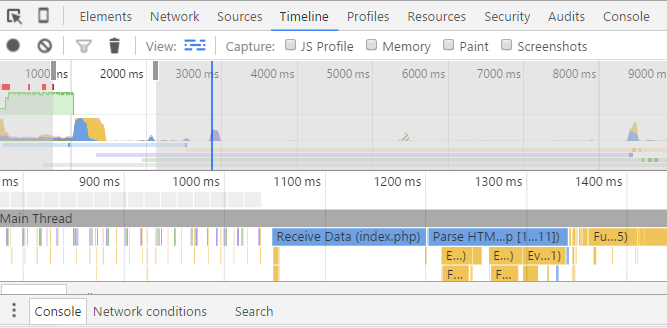 Elements Network Sources Timeline Profiles Resources Security Audits Console
View: Capture: JS Profile Memory Paint Screenshots
1000 ms 2000 ms 3000 ms 4000 ms 5000 ms 6000 ms 7000 ms 8000 ms 9000 ms
ms 900 ms 1000 ms 1100 ms 1200 ms 1300 ms 1400 ms
Main Thread
Receive Data (index.php) Parse HTM...p [1...11]) Fu...5)
E...) E...) Ev...1)
F... F...
Console Network conditions Search